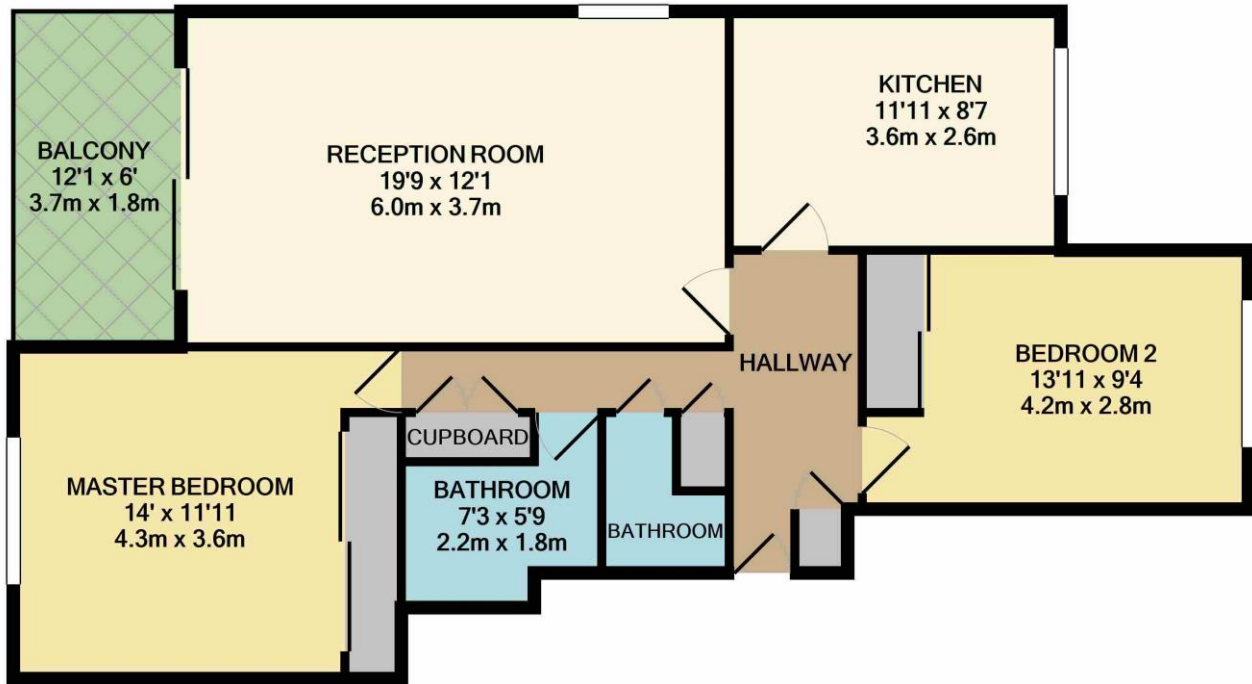 BALCONY
12'1 x 6'
3.7m x 1.8m
RECEPTION ROOM
19'9 x 12'1
6.0m x 3.7m
KITCHEN
11'11 x 8'7
3.6m x 2.6m
HALLWAY
BEDROOM 2
13'11 x 9'4
4.2m x 2.8m
MASTER BEDROOM
14' x 11'11
4.3m x 3.6m
CUPBOARD
BATHROOM
7'3 x 5'9
2.2m x 1.8m
BATHROOM